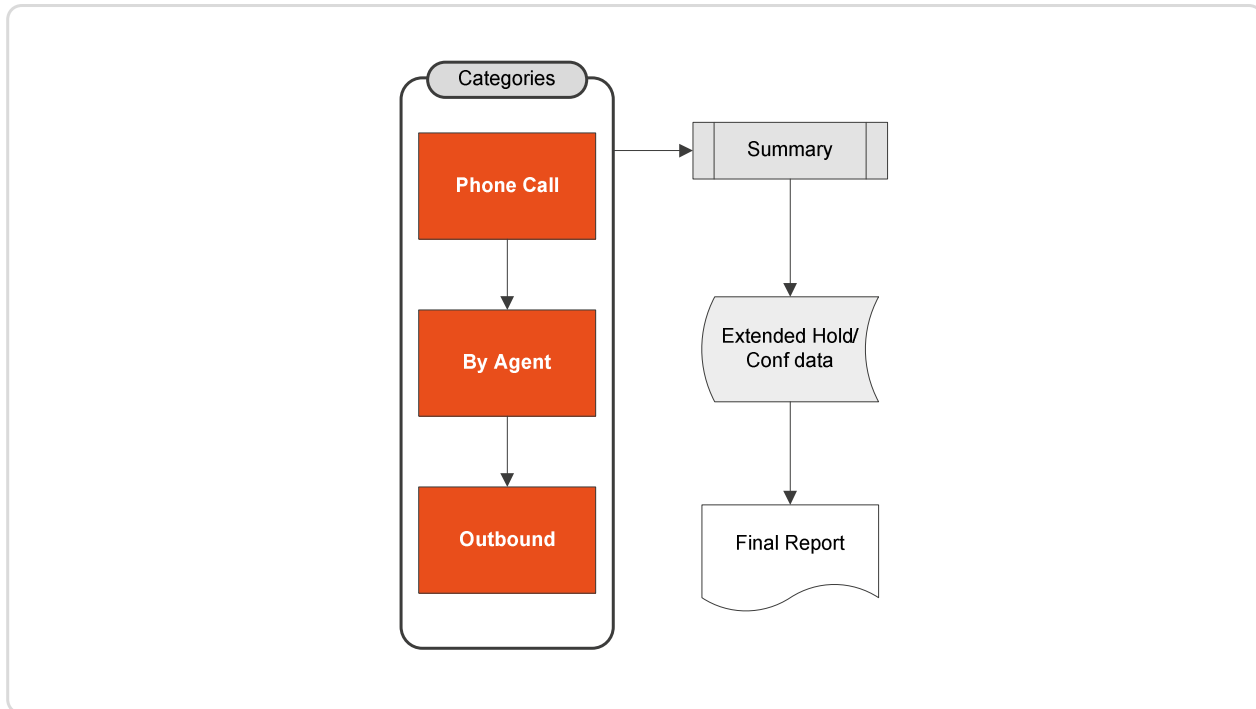 Categories
Phone Call
By Agent
Outbound
Summary
Extended Hold/
Conf data
Final Report